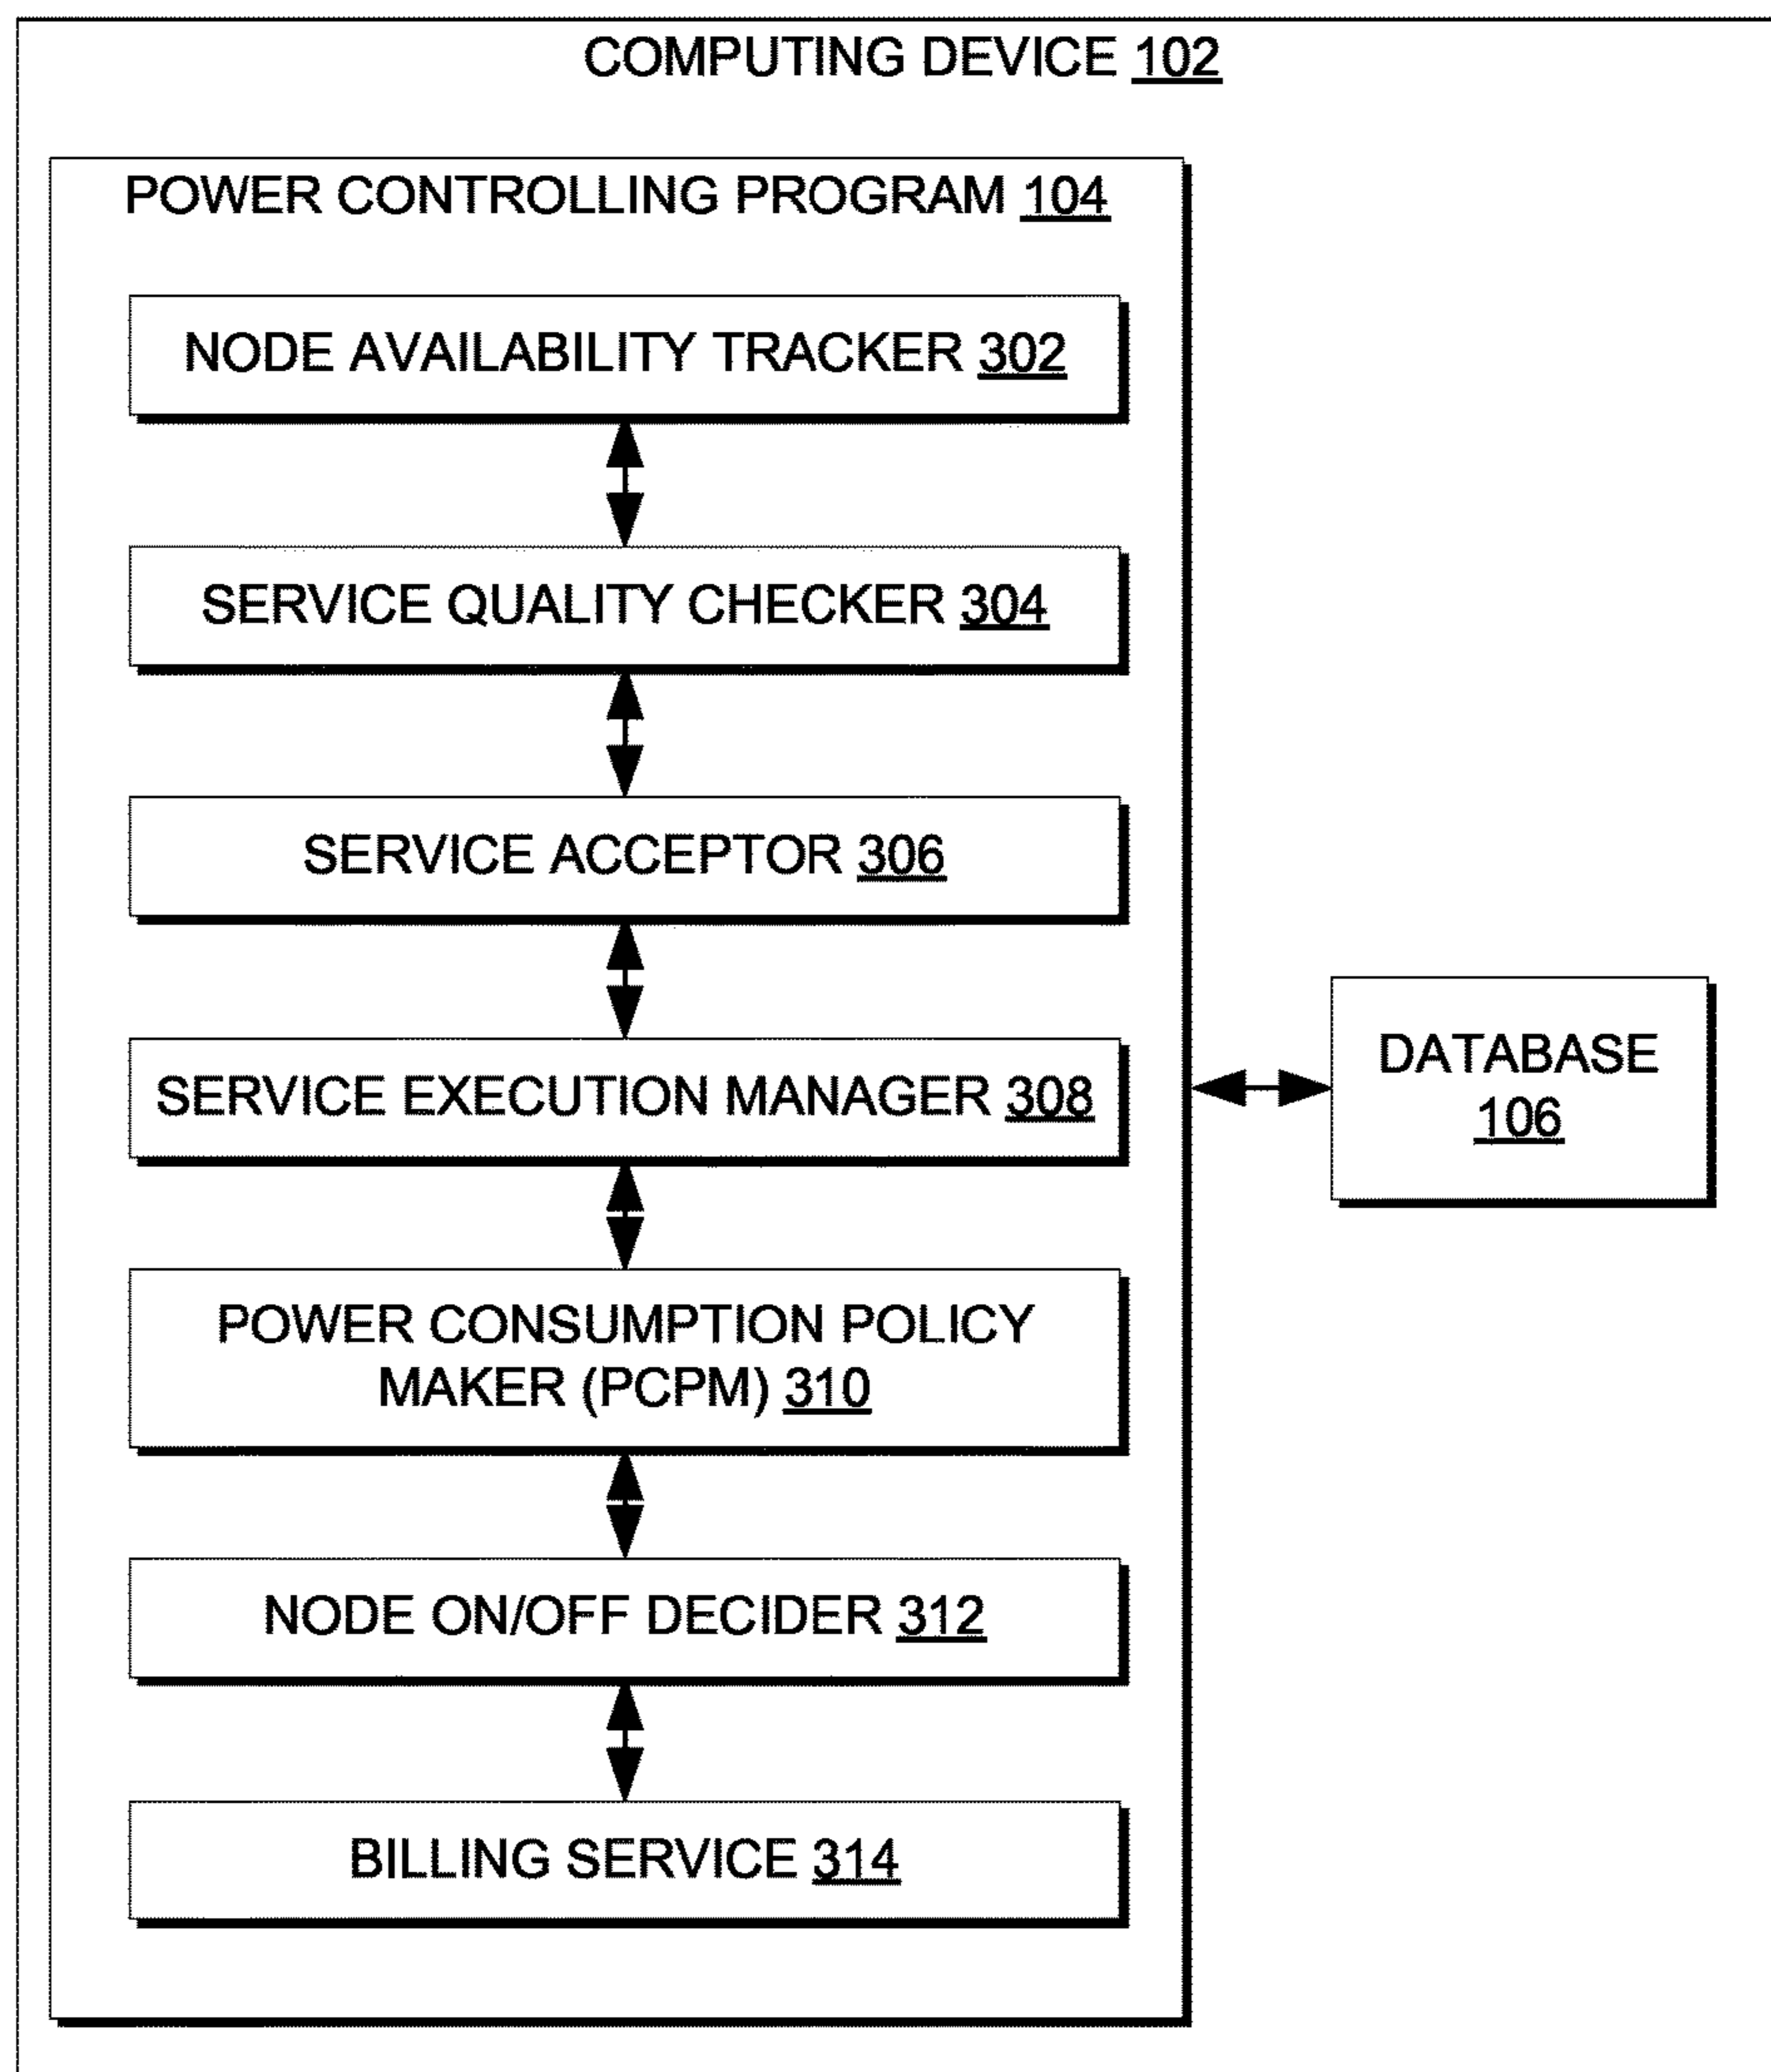 COMPUTING DEVICE 102
POWER CONTROLLING PROGRAM 104
NODE AVAILABILITY TRACKER 302
SERVICE QUALITY CHECKER 304
SERVICE ACCEPTOR 306
SERVICE EXECUTION MANAGER 308
POWER CONSUMPTION POLICY
MAKER (PCPM) 310
NODE ON/OFF DECIDER 312
BILLING SERVICE 314
DATABASE
106